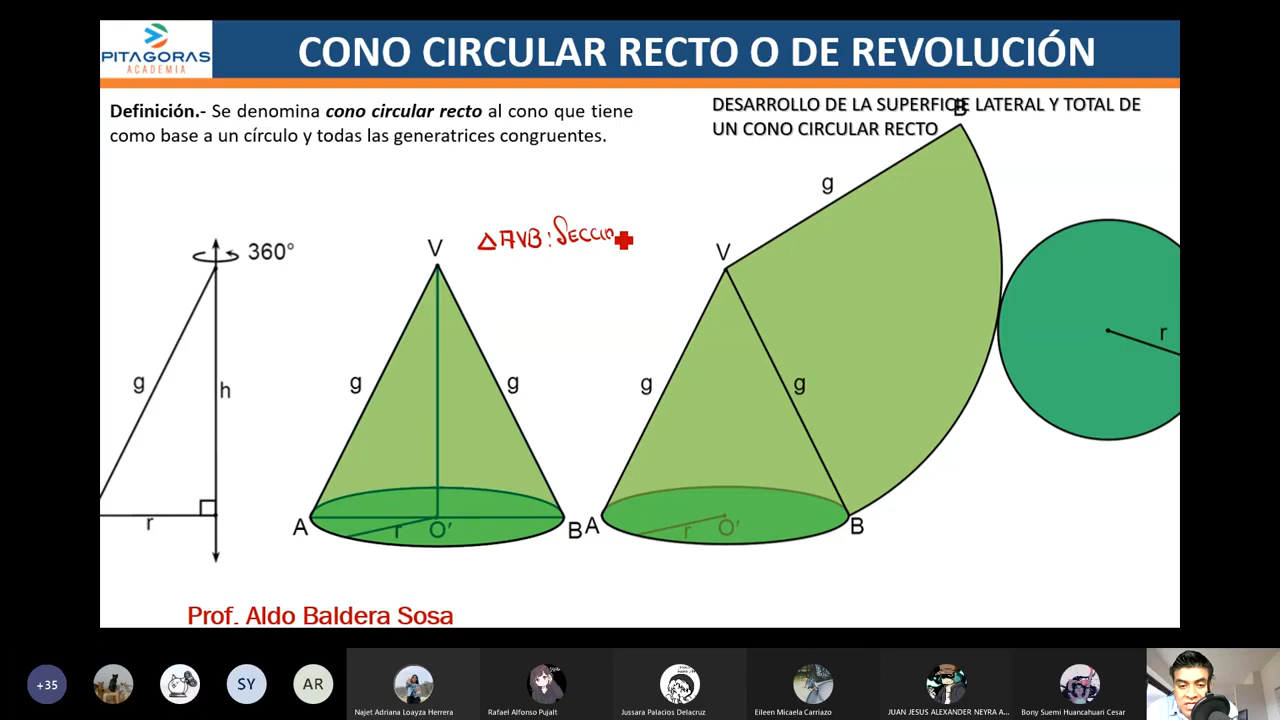 PITAGORAS
ACADEMIA
CONO CIRCULAR RECTO O DE REVOLUCIÓN
Definición.- Se denomina cono circular recto al cono que tiene
como base a un círculo y todas las generatrices congruentes.
DESARROLLO DE LA SUPERFICIE LATERAL Y TOTAL DE
UN CONO CIRCULAR RECTO
B
g
360°
V
△AVB: SECCIO
V
g
h
g
g
g
g
r
r
A
r
O'
B
A
r
O'
B
Prof. Aldo Baldera Sosa
+35
SY
AR
Najet Adriana Loayza Herrera
Rafael Alfonso Pujalt
Jussara Palacios Delacruz
Eileen Micaela Carriazo
JUAN JESUS ALEXANDER NEYRA A...
Bony Suemi Huancahuari Cesar